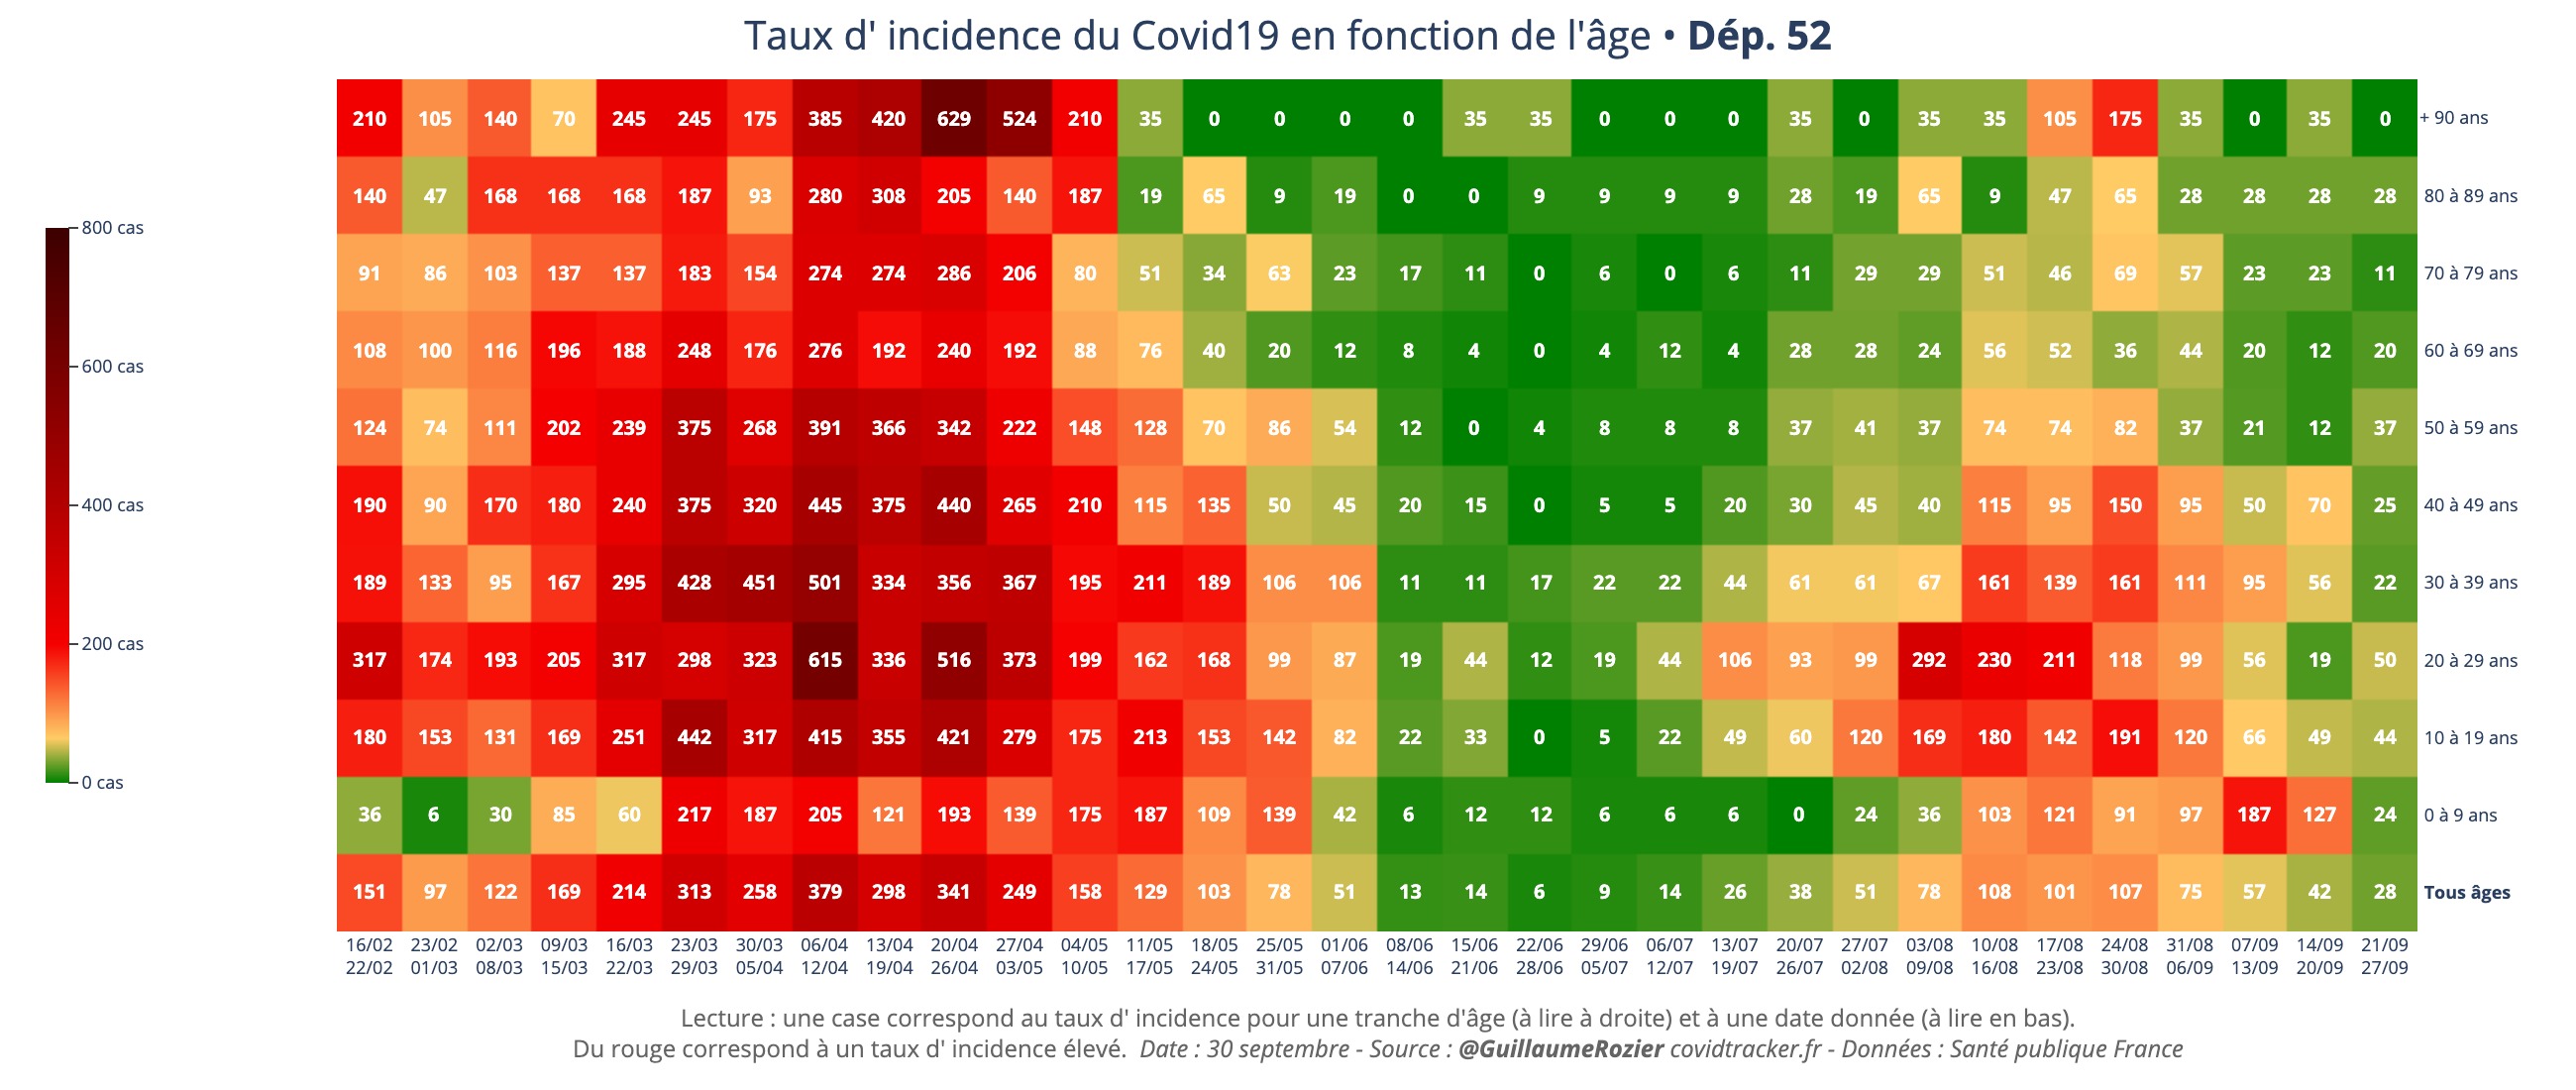 Taux d' incidence du Covid19 en fonction de l'âge • Dép. 52
800 cas
600 cas
400 cas
200 cas
0 cas
210 105 140 70 245 245 175 385 420 629 524 210 35 0 0 0 0 35 35 0 0 0 35 0 35 35 105 175 35 0 35 0 + 90 ans
140 47 168 168 168 187 93 280 308 205 140 187 19 65 9 19 0 0 9 9 9 9 28 19 65 9 47 65 28 28 28 28 80 à 89 ans
91 86 103 137 137 183 154 274 274 286 206 80 51 34 63 23 17 11 0 6 0 6 11 29 29 51 46 69 57 23 23 11 70 à 79 ans
108 100 116 196 188 248 176 276 192 240 192 88 76 40 20 12 8 4 0 4 12 4 28 28 24 56 52 36 44 20 12 20 60 à 69 ans
124 74 111 202 239 375 268 391 366 342 222 148 128 70 86 54 12 0 4 8 8 8 37 41 37 74 74 82 37 21 12 37 50 à 59 ans
190 90 170 180 240 375 320 445 375 440 265 210 115 135 50 45 20 15 0 5 5 20 30 45 40 115 95 150 95 50 70 25 40 à 49 ans
189 133 95 167 295 428 451 501 334 356 367 195 211 189 106 106 11 11 17 22 22 44 61 61 67 161 139 161 111 95 56 22 30 à 39 ans
317 174 193 205 317 298 323 615 336 516 373 199 162 168 99 87 19 44 12 19 44 106 93 99 292 230 211 118 99 56 19 50 20 à 29 ans
180 153 131 169 251 442 317 415 355 421 279 175 213 153 142 82 22 33 0 5 22 49 60 120 169 180 142 191 120 66 49 44 10 à 19 ans
36 6 30 85 60 217 187 205 121 193 139 175 187 109 139 42 6 12 12 6 6 6 0 24 36 103 121 91 97 187 127 24 0 à 9 ans
151 97 122 169 214 313 258 379 298 341 249 158 129 103 78 51 13 14 6 9 14 26 38 51 78 108 101 107 75 57 42 28 Tous âges
16/02 23/02 02/03 09/03 16/03 23/03 30/03 06/04 13/04 20/04 27/04 04/05 11/05 18/05 25/05 01/06 08/06 15/06 22/06 29/06 06/07 13/07 20/07 27/07 03/08 10/08 17/08 24/08 31/08 07/09 14/09 21/09
22/02 01/03 08/03 15/03 22/03 29/03 05/04 12/04 19/04 26/04 03/05 10/05 17/05 24/05 31/05 07/06 14/06 21/06 28/06 05/07 12/07 19/07 26/07 02/08 09/08 16/08 23/08 30/08 06/09 13/09 20/09 27/09
Lecture : une case correspond au taux d' incidence pour une tranche d'âge (à lire à droite) et à une date donnée (à lire en bas).
Du rouge correspond à un taux d' incidence élevé. Date : 30 septembre - Source : @GuillaumeRozier covidtracker.fr - Données : Santé publique France